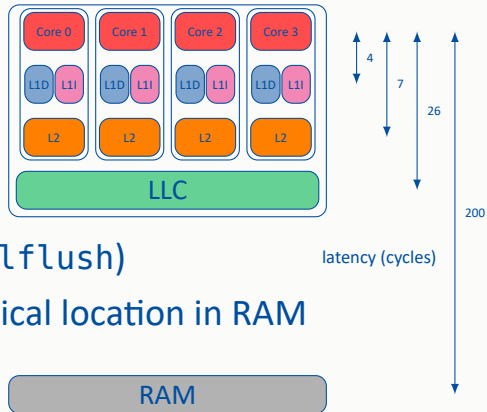 Core 0 Core 1 Core 2 Core 3
4
L1D L1I L1D L1I L1D L1I L1D L1I
7
26
L2 L2 L2 L2
LLC
200
lflush)
latency (cycles)
ical location in RAM
RAM